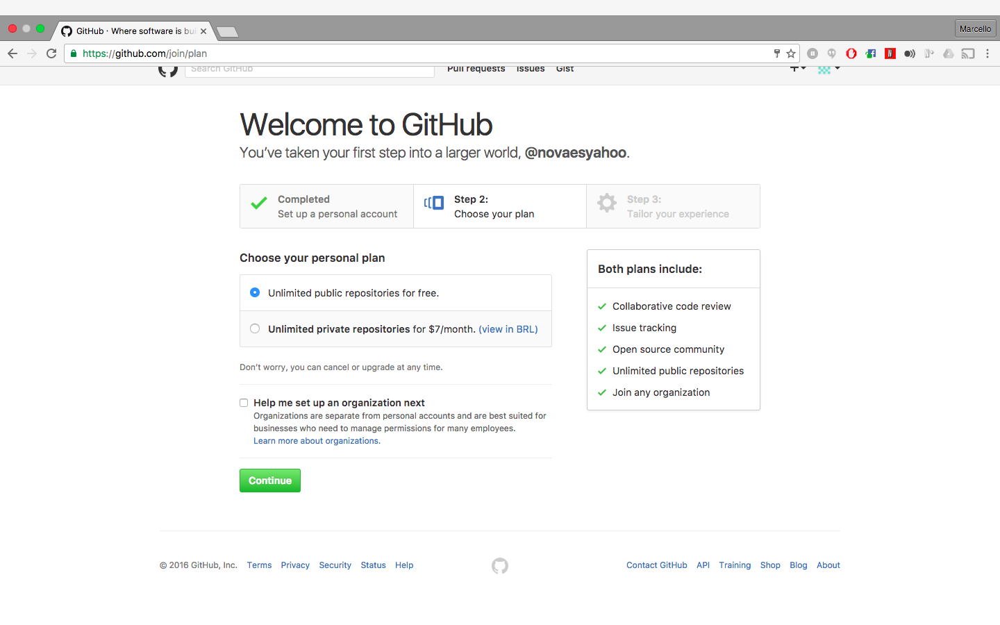 GitHub · Where software is bui
Marcello
https://github.com/join/plan
Search GitHub Pull requests Issues Gist
Welcome to GitHub
You've taken your first step into a larger world, @novaesyahoo.
Completed
Set up a personal account
Step 2:
Choose your plan
Step 3:
Tailor your experience
Choose your personal plan
Unlimited public repositories for free.
Unlimited private repositories for $7/month. (view in BRL)
Don't worry, you can cancel or upgrade at any time.
Help me set up an organization next
Organizations are separate from personal accounts and are best suited for
businesses who need to manage permissions for many employees.
Learn more about organizations.
Continue
Both plans include:
Collaborative code review
Issue tracking
Open source community
Unlimited public repositories
Join any organization
© 2016 GitHub, Inc. Terms Privacy Security Status Help
Contact GitHub API Training Shop Blog About